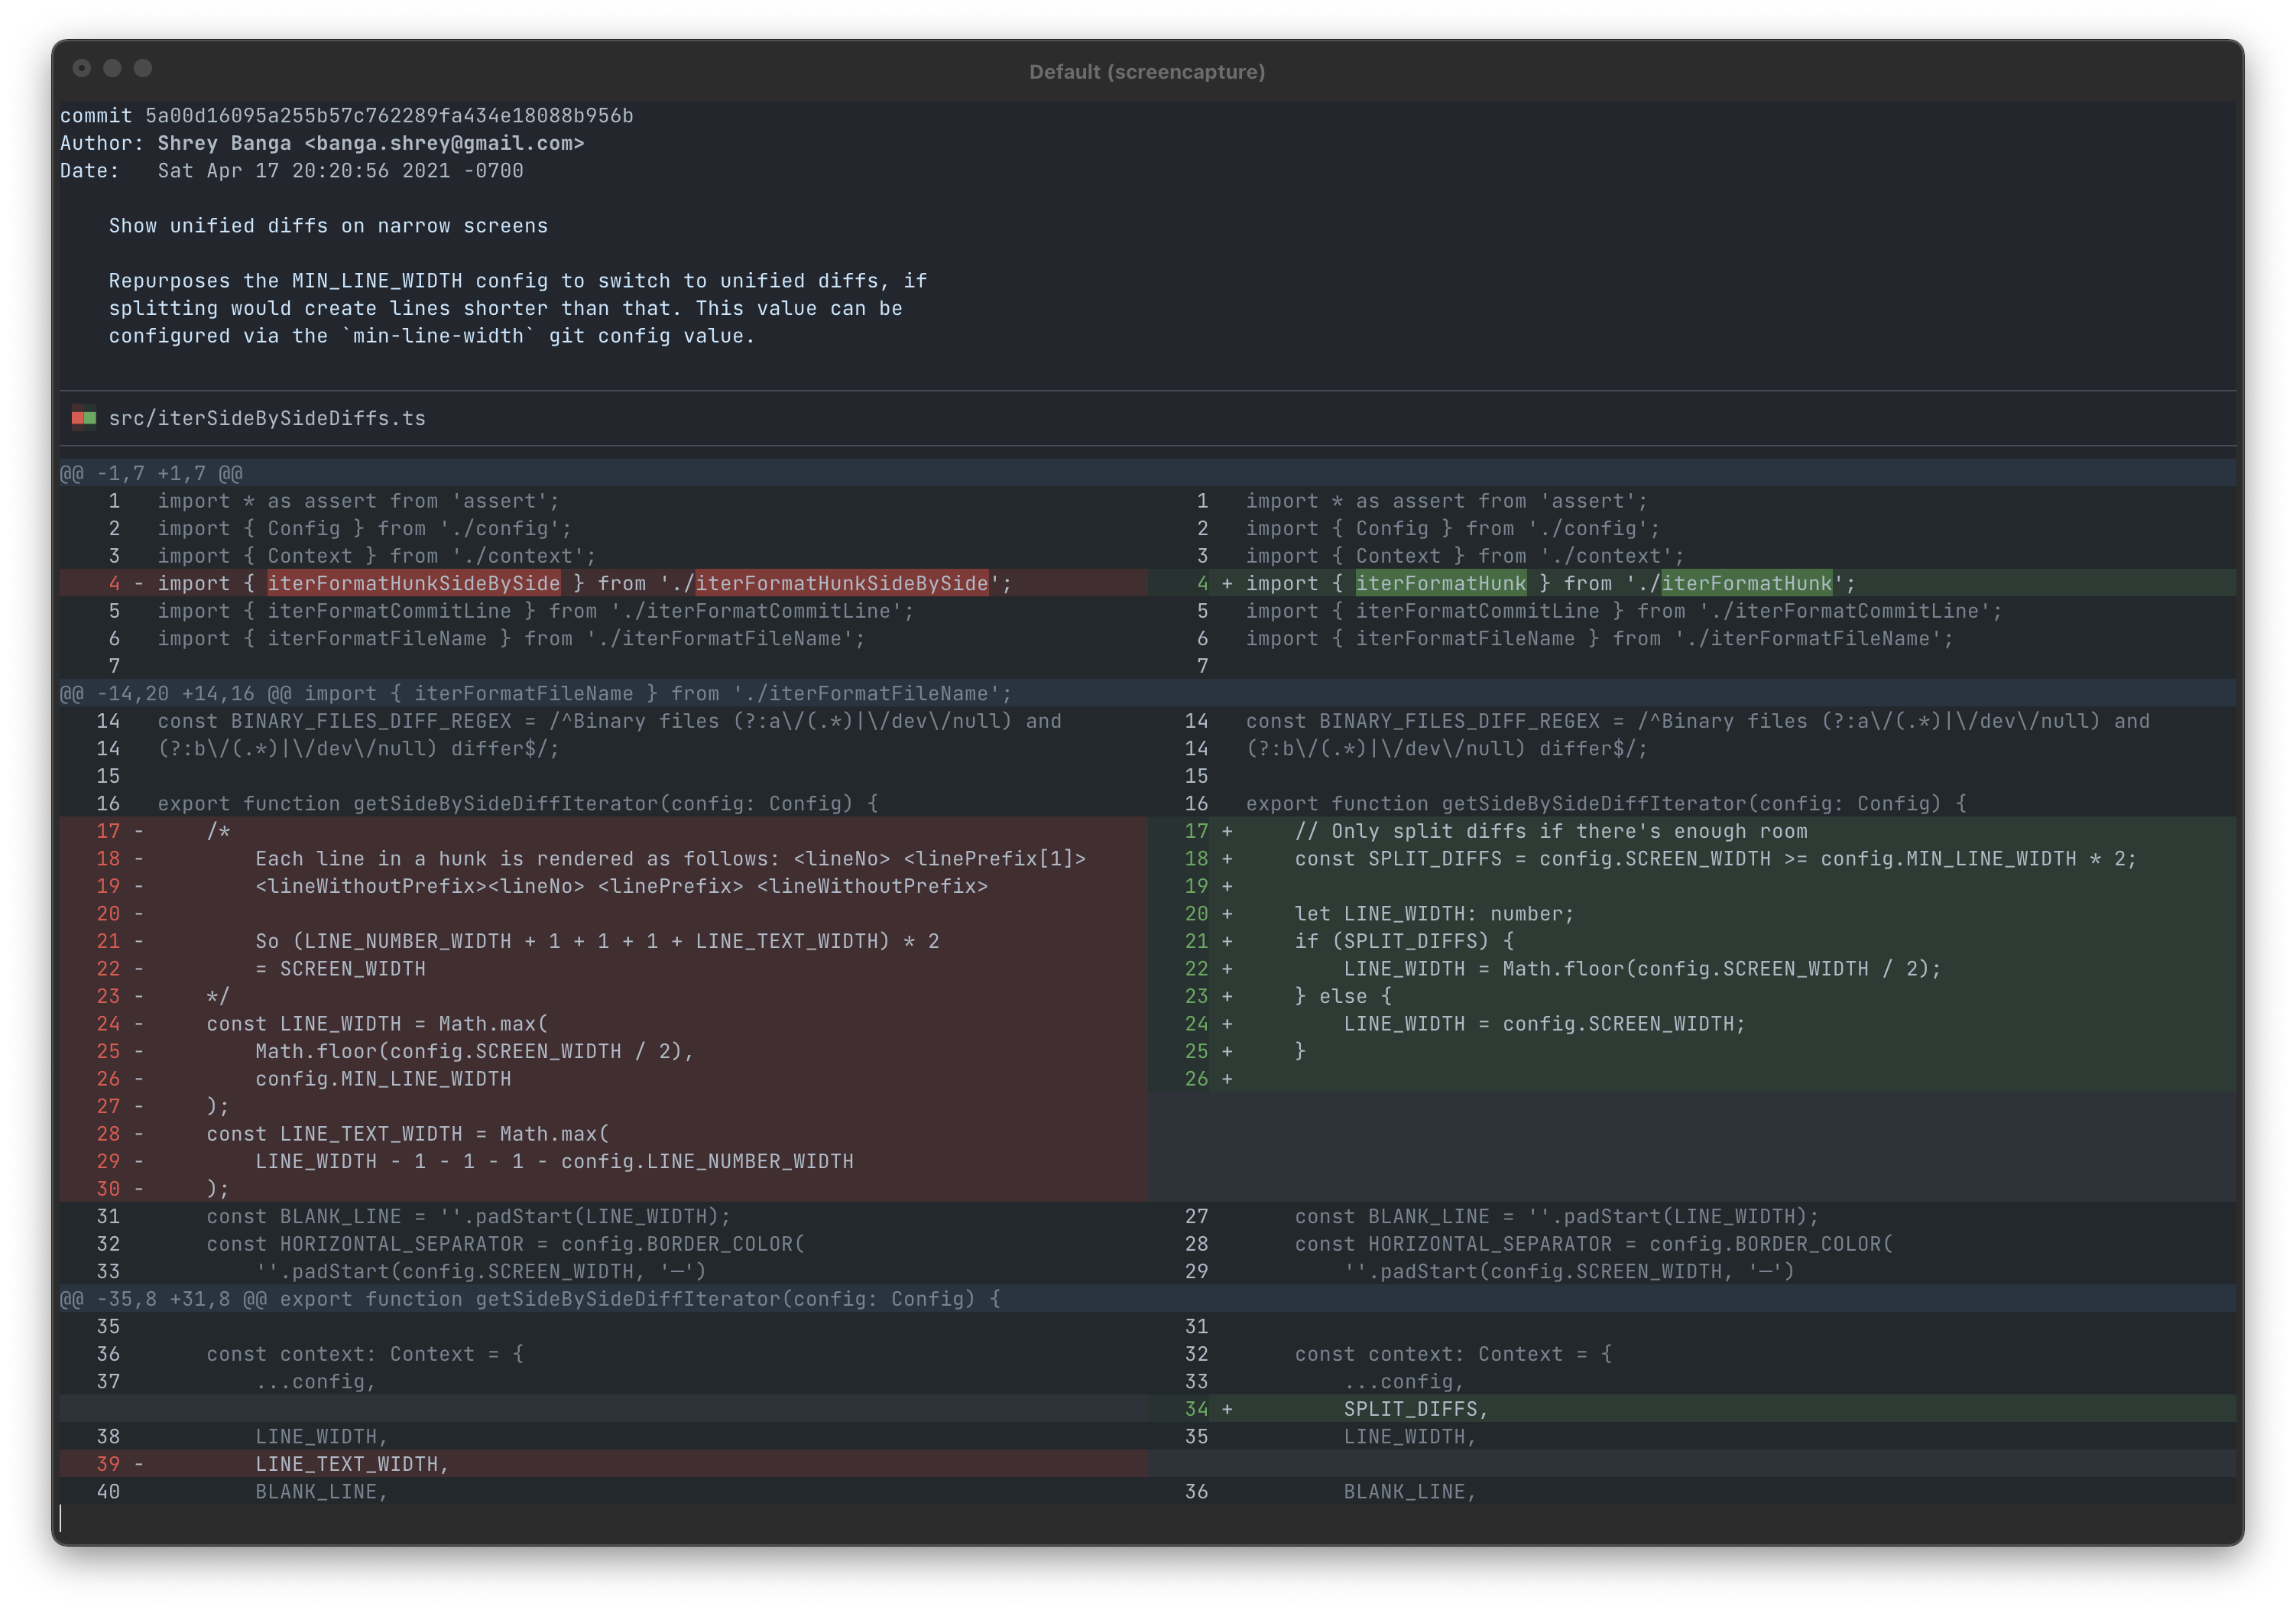 Default (screencapture)
commit 5a00d16095a255b57c762289fa434e18088b956b
Author: Shrey Banga <banga.shrey@gmail.com>
Date:   Sat Apr 17 20:20:56 2021 -0700
    Show unified diffs on narrow screens
    Repurposes the MIN_LINE_WIDTH config to switch to unified diffs, if
    splitting would create lines shorter than that. This value can be
    configured via the `min-line-width` git config value.
src/iterSideBySideDiffs.ts
@@ -1,7 +1,7 @@
1   import * as assert from 'assert';   1   import * as assert from 'assert';
2   import { Config } from './config';   2   import { Config } from './config';
3   import { Context } from './context';   3   import { Context } from './context';
4 - import { iterFormatHunkSideBySide } from './iterFormatHunkSideBySide';   4 + import { iterFormatHunk } from './iterFormatHunk';
5   import { iterFormatCommitLine } from './iterFormatCommitLine';   5   import { iterFormatCommitLine } from './iterFormatCommitLine';
6   import { iterFormatFileName } from './iterFormatFileName';   6   import { iterFormatFileName } from './iterFormatFileName';
7   7
@@ -14,20 +14,16 @@ import { iterFormatFileName } from './iterFormatFileName';
14   const BINARY_FILES_DIFF_REGEX = /^Binary files (?:a\/(.*)|\/dev\/null) and   14   const BINARY_FILES_DIFF_REGEX = /^Binary files (?:a\/(.*)|\/dev\/null) and
14   (?:b\/(.*)|\/dev\/null) differ$/;   14   (?:b\/(.*)|\/dev\/null) differ$/;
15   15
16   export function getSideBySideDiffIterator(config: Config) {   16   export function getSideBySideDiffIterator(config: Config) {
17 -     /*   17 +     // Only split diffs if there's enough room
18 -         Each line in a hunk is rendered as follows: <lineNo> <linePrefix[1]>   18 +     const SPLIT_DIFFS = config.SCREEN_WIDTH >= config.MIN_LINE_WIDTH * 2;
19 -         <lineWithoutPrefix><lineNo> <linePrefix> <lineWithoutPrefix>   19 +
20 -   20 +     let LINE_WIDTH: number;
21 -         So (LINE_NUMBER_WIDTH + 1 + 1 + 1 + LINE_TEXT_WIDTH) * 2   21 +     if (SPLIT_DIFFS) {
22 -         = SCREEN_WIDTH   22 +         LINE_WIDTH = Math.floor(config.SCREEN_WIDTH / 2);
23 -     */   23 +     } else {
24 -     const LINE_WIDTH = Math.max(   24 +         LINE_WIDTH = config.SCREEN_WIDTH;
25 -         Math.floor(config.SCREEN_WIDTH / 2),   25 +     }
26 -         config.MIN_LINE_WIDTH   26 +
27 -     );
28 -     const LINE_TEXT_WIDTH = Math.max(
29 -         LINE_WIDTH - 1 - 1 - 1 - config.LINE_NUMBER_WIDTH
30 -     );
31       const BLANK_LINE = ''.padStart(LINE_WIDTH);   27       const BLANK_LINE = ''.padStart(LINE_WIDTH);
32       const HORIZONTAL_SEPARATOR = config.BORDER_COLOR(   28       const HORIZONTAL_SEPARATOR = config.BORDER_COLOR(
33           ''.padStart(config.SCREEN_WIDTH, '─')   29           ''.padStart(config.SCREEN_WIDTH, '─')
@@ -35,8 +31,8 @@ export function getSideBySideDiffIterator(config: Config) {
35   31
36       const context: Context = {   32       const context: Context = {
37           ...config,   33           ...config,
34 +         SPLIT_DIFFS,
38           LINE_WIDTH,   35           LINE_WIDTH,
39 -         LINE_TEXT_WIDTH,
40           BLANK_LINE,   36           BLANK_LINE,